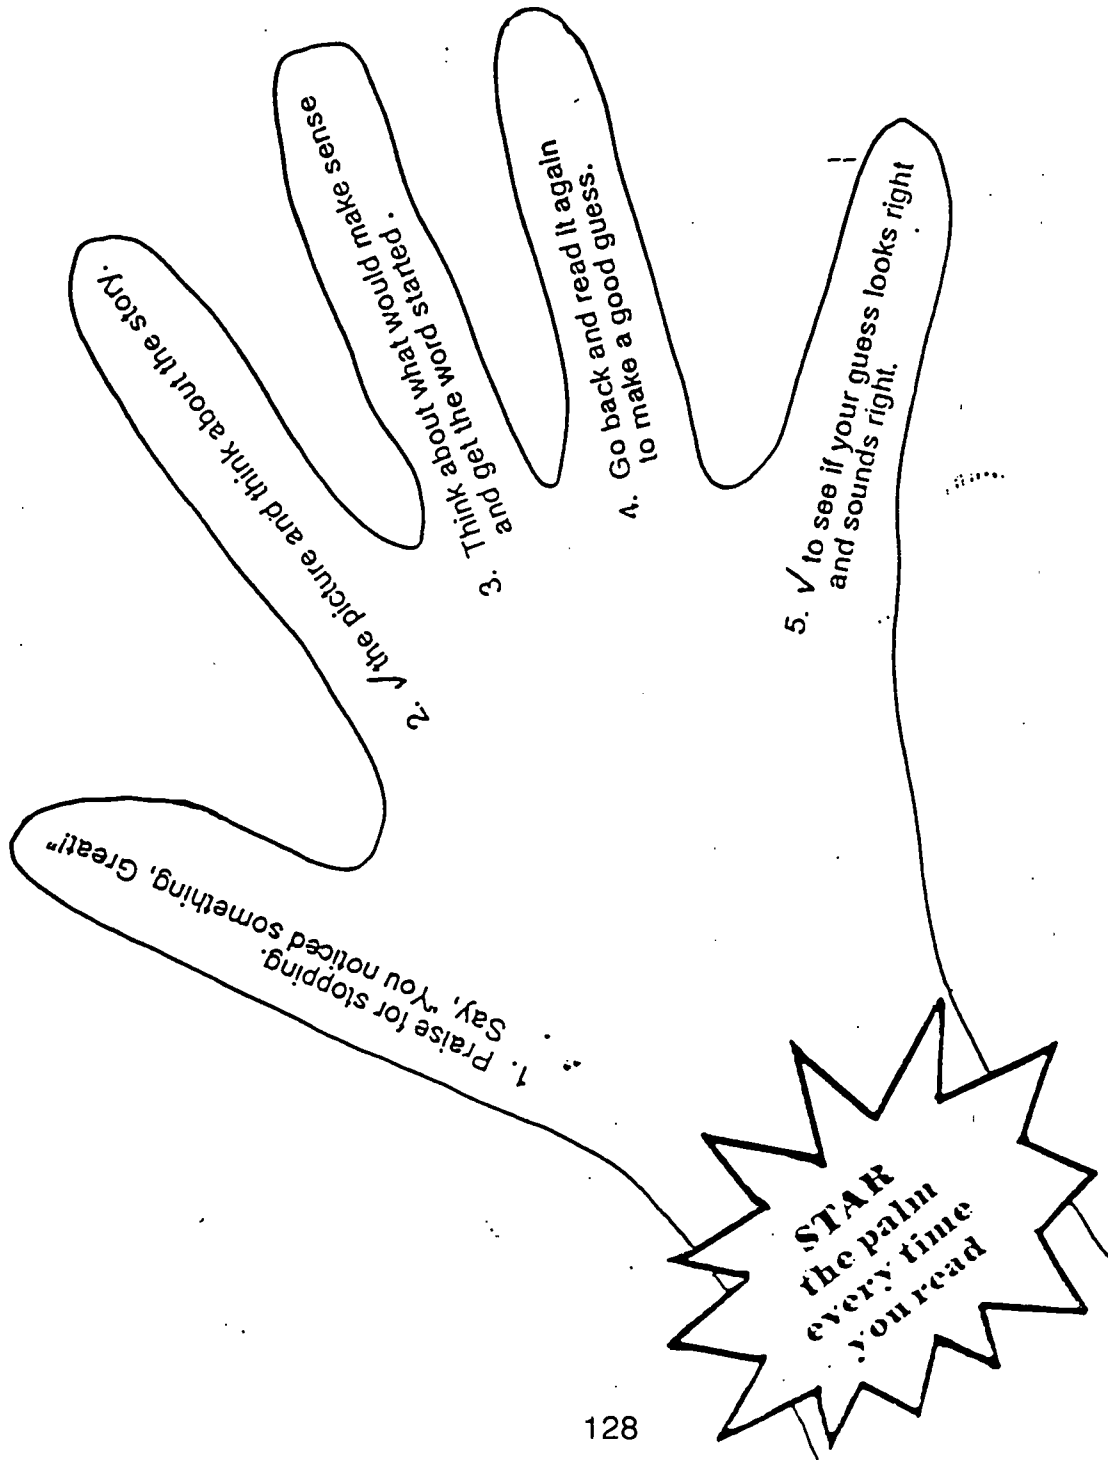 1. Praise for stopping.
Say, "You noticed something, Great!"
2. ✓ the picture and think about the story.
3. Think about what would make sense
and get the word started.
4. Go back and read it again
to make a good guess.
5. ✓ to see if your guess looks right
and sounds right.
STAR
the palm
every time
you read
128